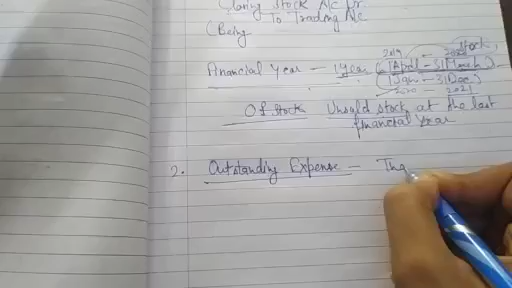 Closing Stock A/c Dr
To Trading A/c
(Being
stock,
2019 - 2020
Financial Year — 1 year (1 April - 31 March)
(1 Jan - 31 Dec)
2020 - 2021
Unsold stock at the last
financial year
2. Outstanding Expense —